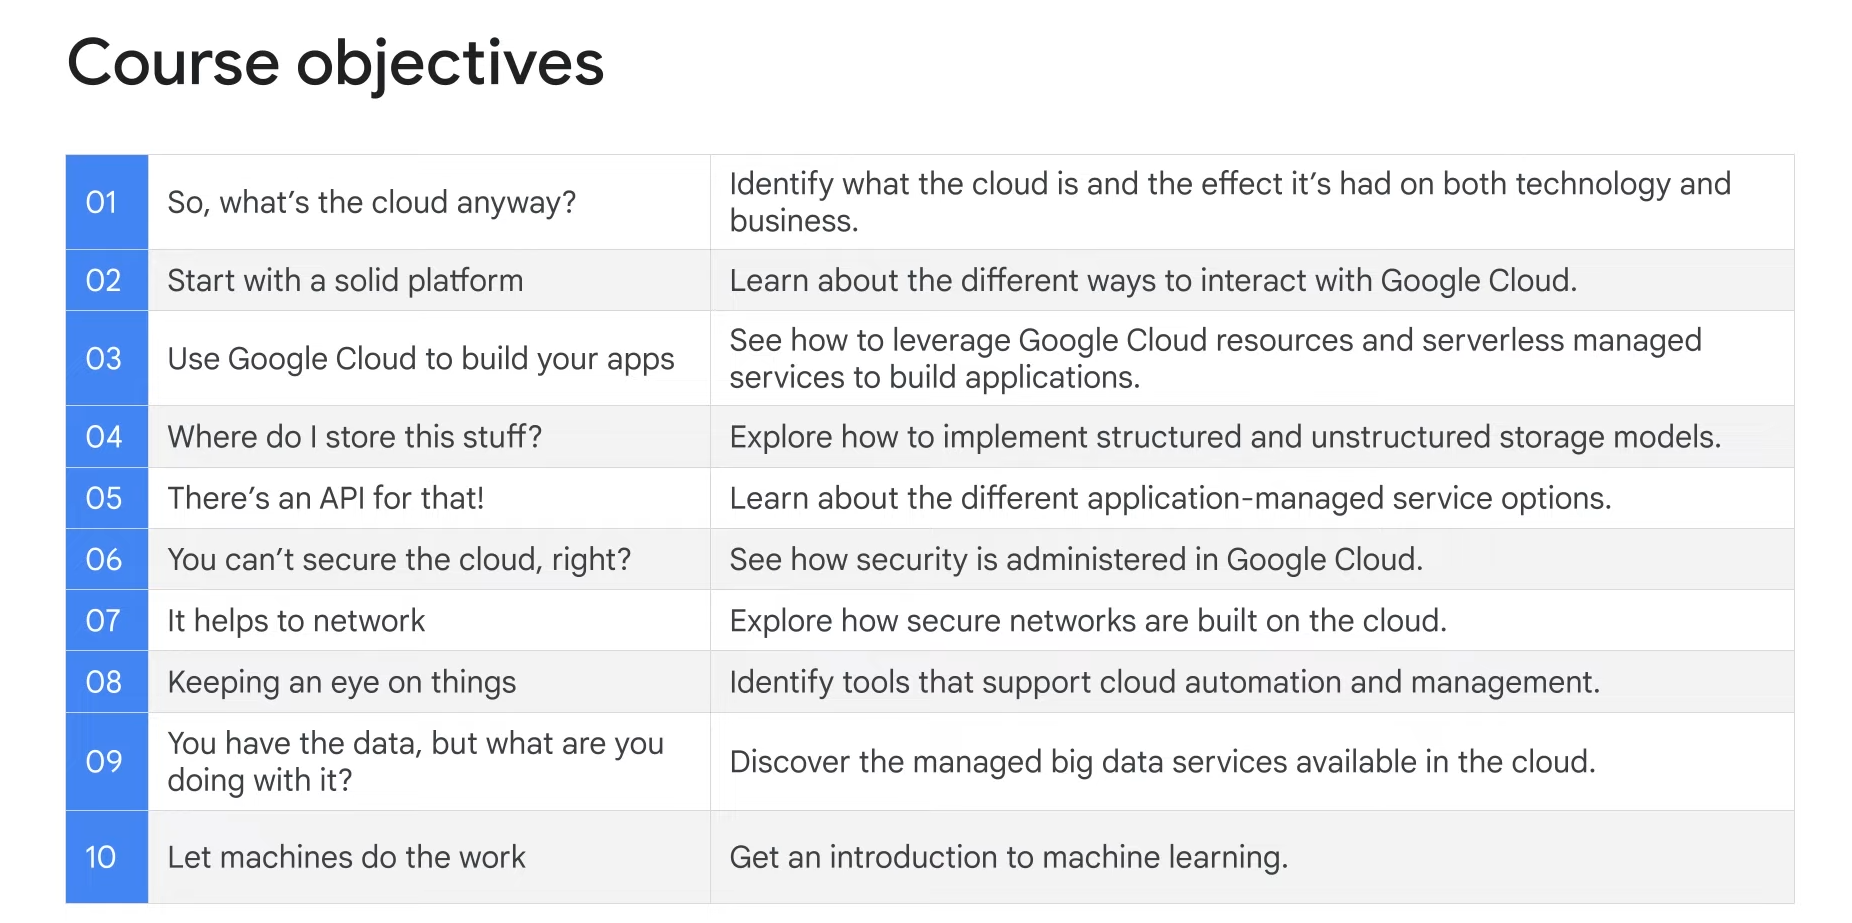 Course objectives
01
So, what's the cloud anyway?
Identify what the cloud is and the effect it's had on both technology and
business.
02
Start with a solid platform
Learn about the different ways to interact with Google Cloud.
03
Use Google Cloud to build your apps
See how to leverage Google Cloud resources and serverless managed
services to build applications.
04
Where do I store this stuff?
Explore how to implement structured and unstructured storage models.
05
There's an API for that!
Learn about the different application-managed service options.
06
You can't secure the cloud, right?
See how security is administered in Google Cloud.
07
It helps to network
Explore how secure networks are built on the cloud.
08
Keeping an eye on things
Identify tools that support cloud automation and management.
09
You have the data, but what are you
doing with it?
Discover the managed big data services available in the cloud.
10
Let machines do the work
Get an introduction to machine learning.